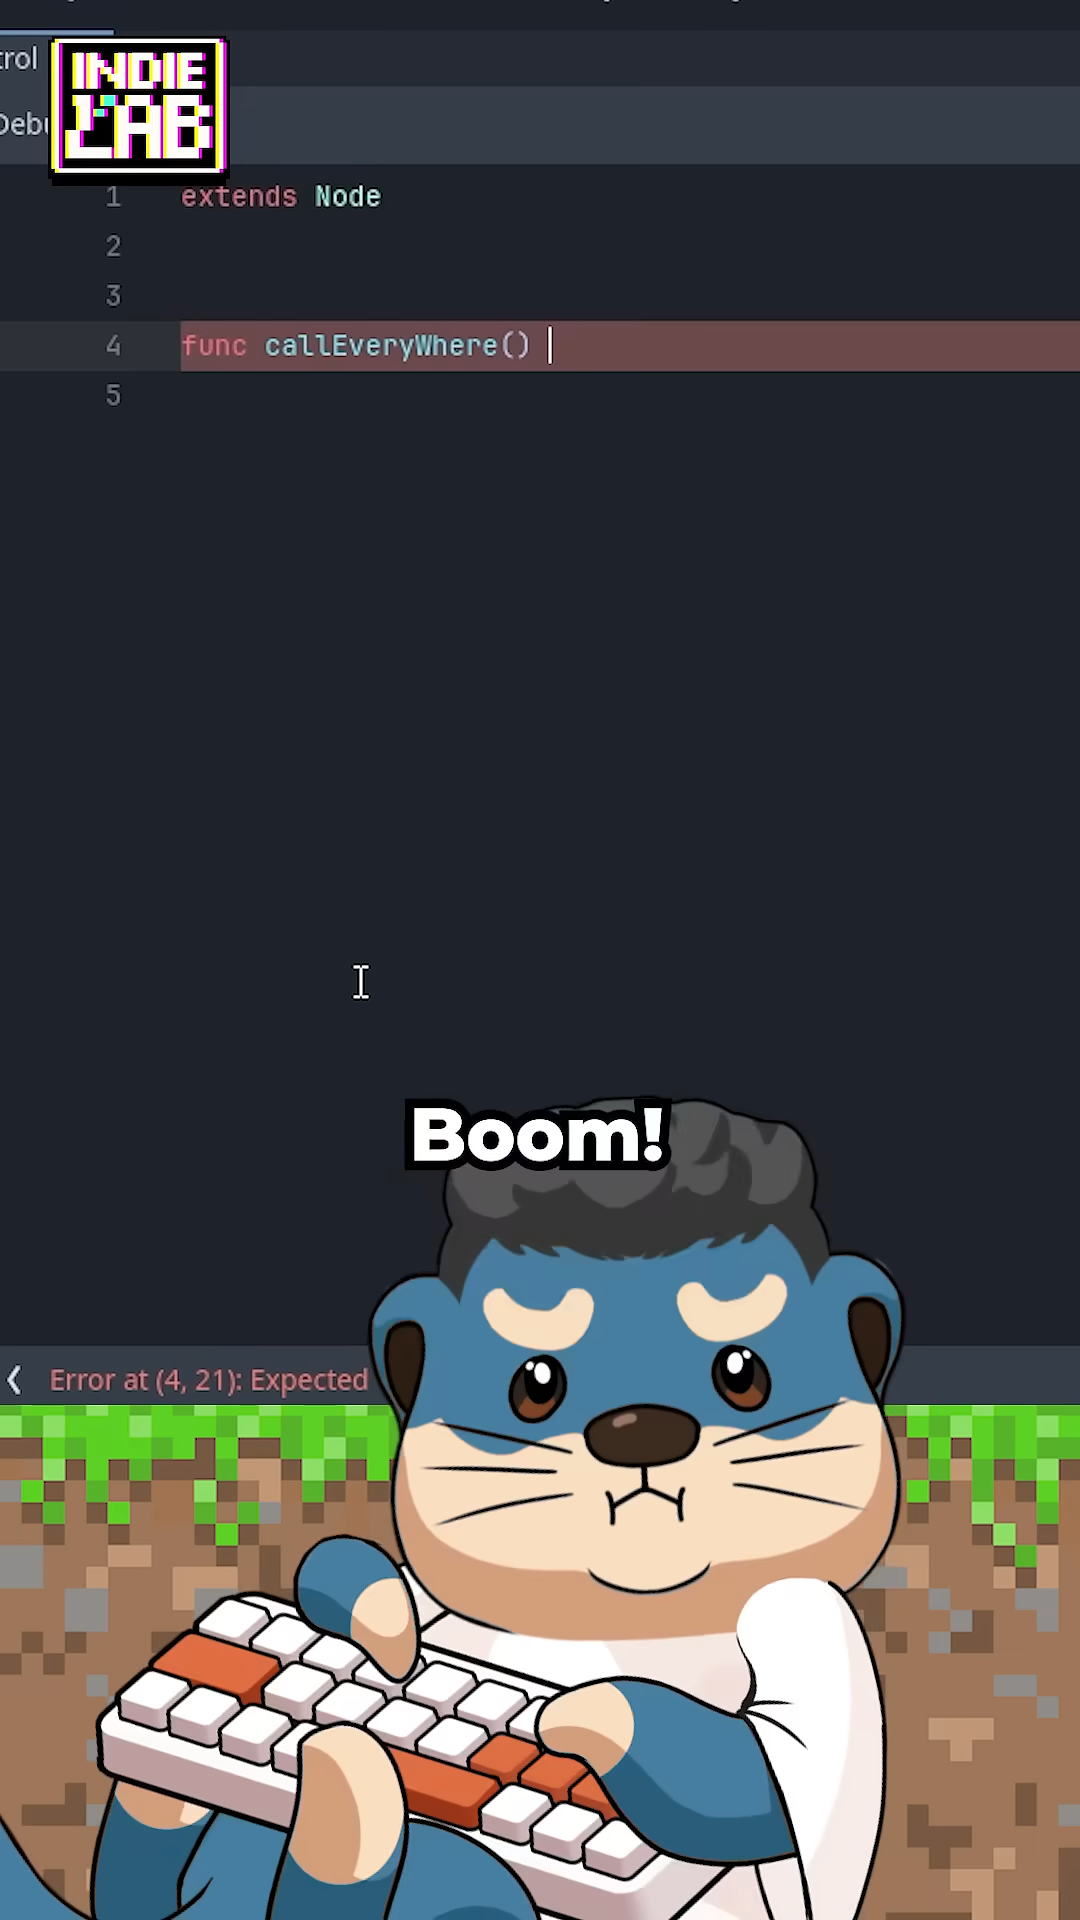 trol
INDIE
LAB
Debu
1 extends Node
2
3
4 func callEveryWhere()
5
Boom!
Error at (4, 21): Expected